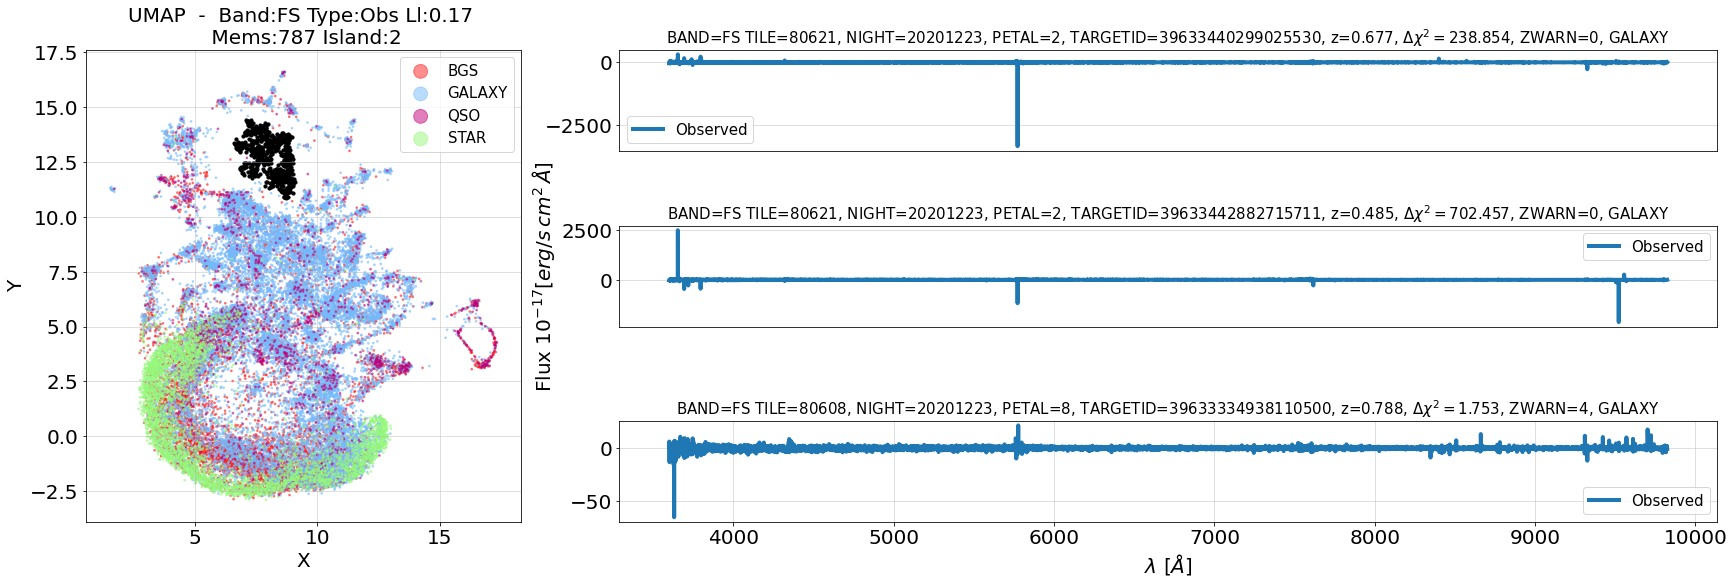 UMAP  -  Band:FS Type:Obs Ll:0.17
Mems:787 Island:2
Y
17.5
15.0
12.5
10.0
7.5
5.0
2.5
0.0
−2.5
5
10
15
X
BGS
GALAXY
QSO
STAR
Flux 10^{-17}[erg/s cm^2 Å]
BAND=FS TILE=80621, NIGHT=20201223, PETAL=2, TARGETID=39633440299025530, z=0.677, Δχ² = 238.854, ZWARN=0, GALAXY
0
−2500
Observed
BAND=FS TILE=80621, NIGHT=20201223, PETAL=2, TARGETID=39633442882715711, z=0.485, Δχ² = 702.457, ZWARN=0, GALAXY
2500
0
Observed
BAND=FS TILE=80608, NIGHT=20201223, PETAL=8, TARGETID=39633334938110500, z=0.788, Δχ² = 1.753, ZWARN=4, GALAXY
0
−50
Observed
4000
5000
6000
7000
8000
9000
10000
λ [Å]